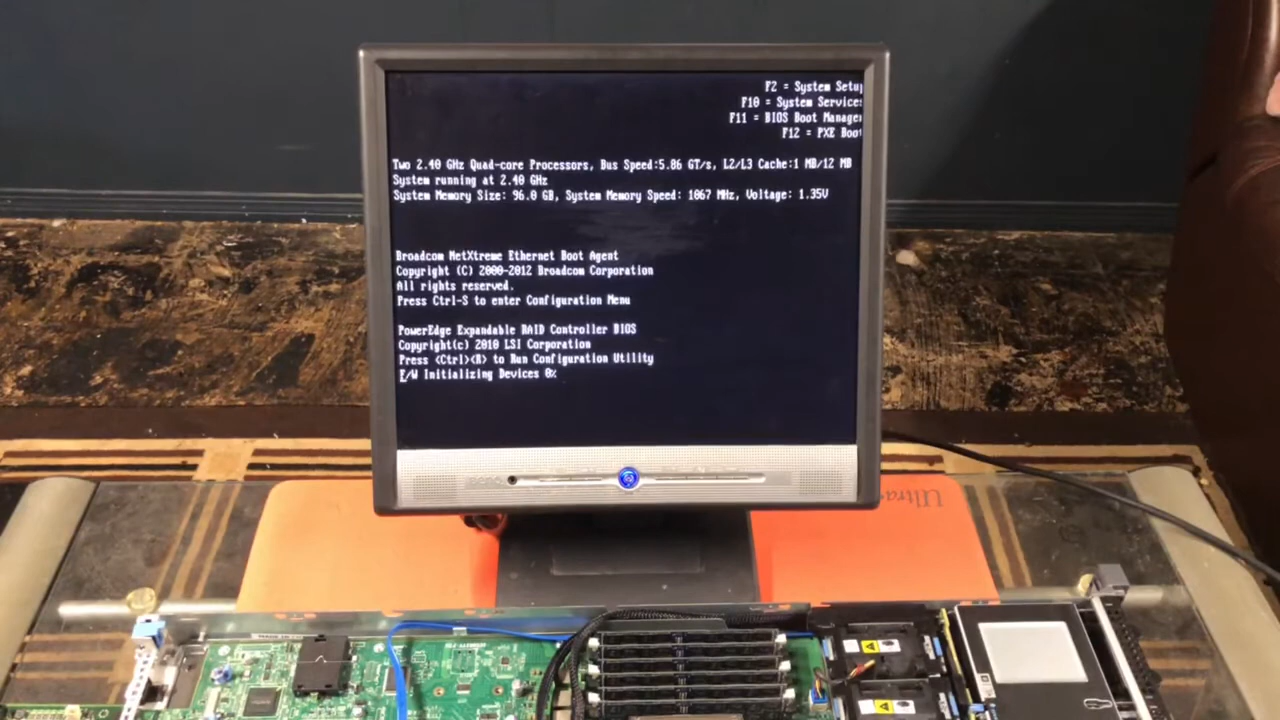 F2 = System Setup
F10 = System Services
F11 = BIOS Boot Manager
F12 = PXE Boot
Two 2.40 GHz Quad-core Processors, Bus Speed:5.86 GT/s, L2/L3 Cache:1 MB/12 MB
System running at 2.40 GHz
System Memory Size: 96.0 GB, System Memory Speed: 1067 MHz, Voltage: 1.35V
Broadcom NetXtreme Ethernet Boot Agent
Copyright (C) 2000-2012 Broadcom Corporation
All rights reserved.
Press Ctrl-S to enter Configuration Menu
PowerEdge Expandable RAID Controller BIOS
Copyright(c) 2010 LSI Corporation
Press <Ctrl><R> to Run Configuration Utility
F/W Initializing Devices 0%
BenQ
Ultra